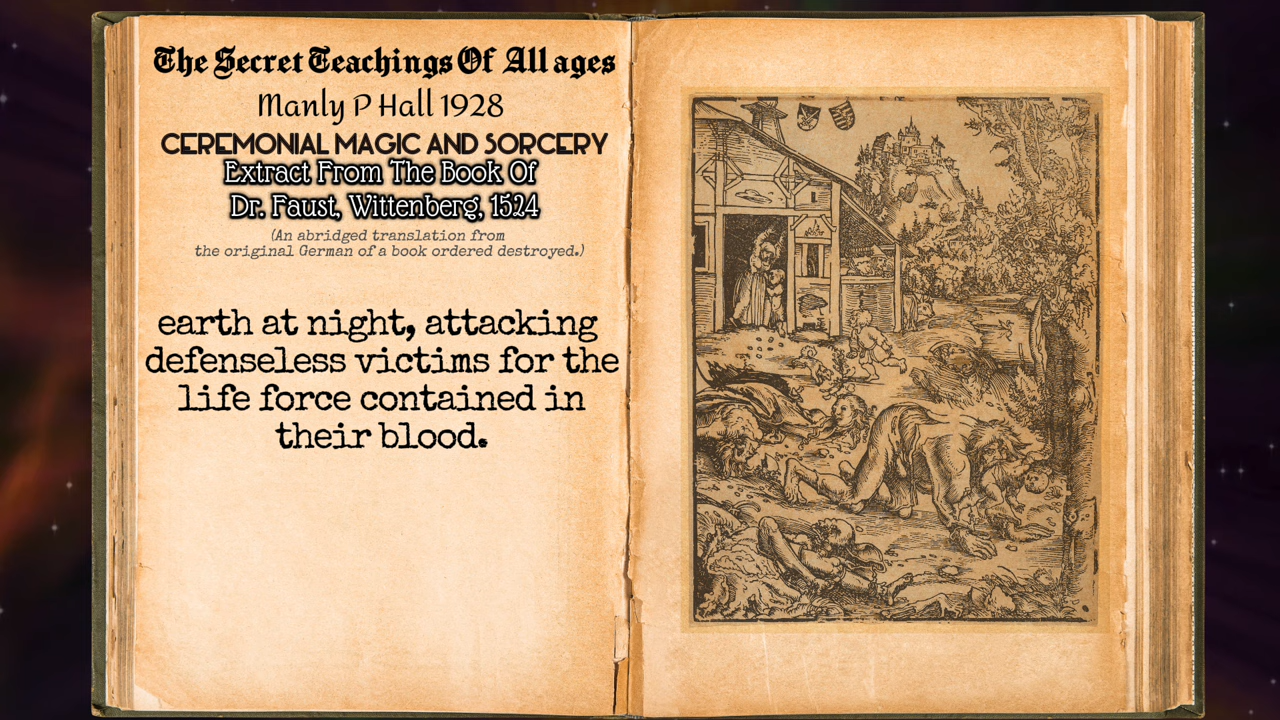 The Secret Teachings Of All ages
Manly P Hall 1928
CEREMONIAL MAGIC AND SORCERY
Extract From The Book Of
Dr. Faust, Wittenberg, 1524
(An abridged translation from
the original German of a book ordered destroyed.)
earth at night, attacking
defenseless victims for the
life force contained in
their blood.